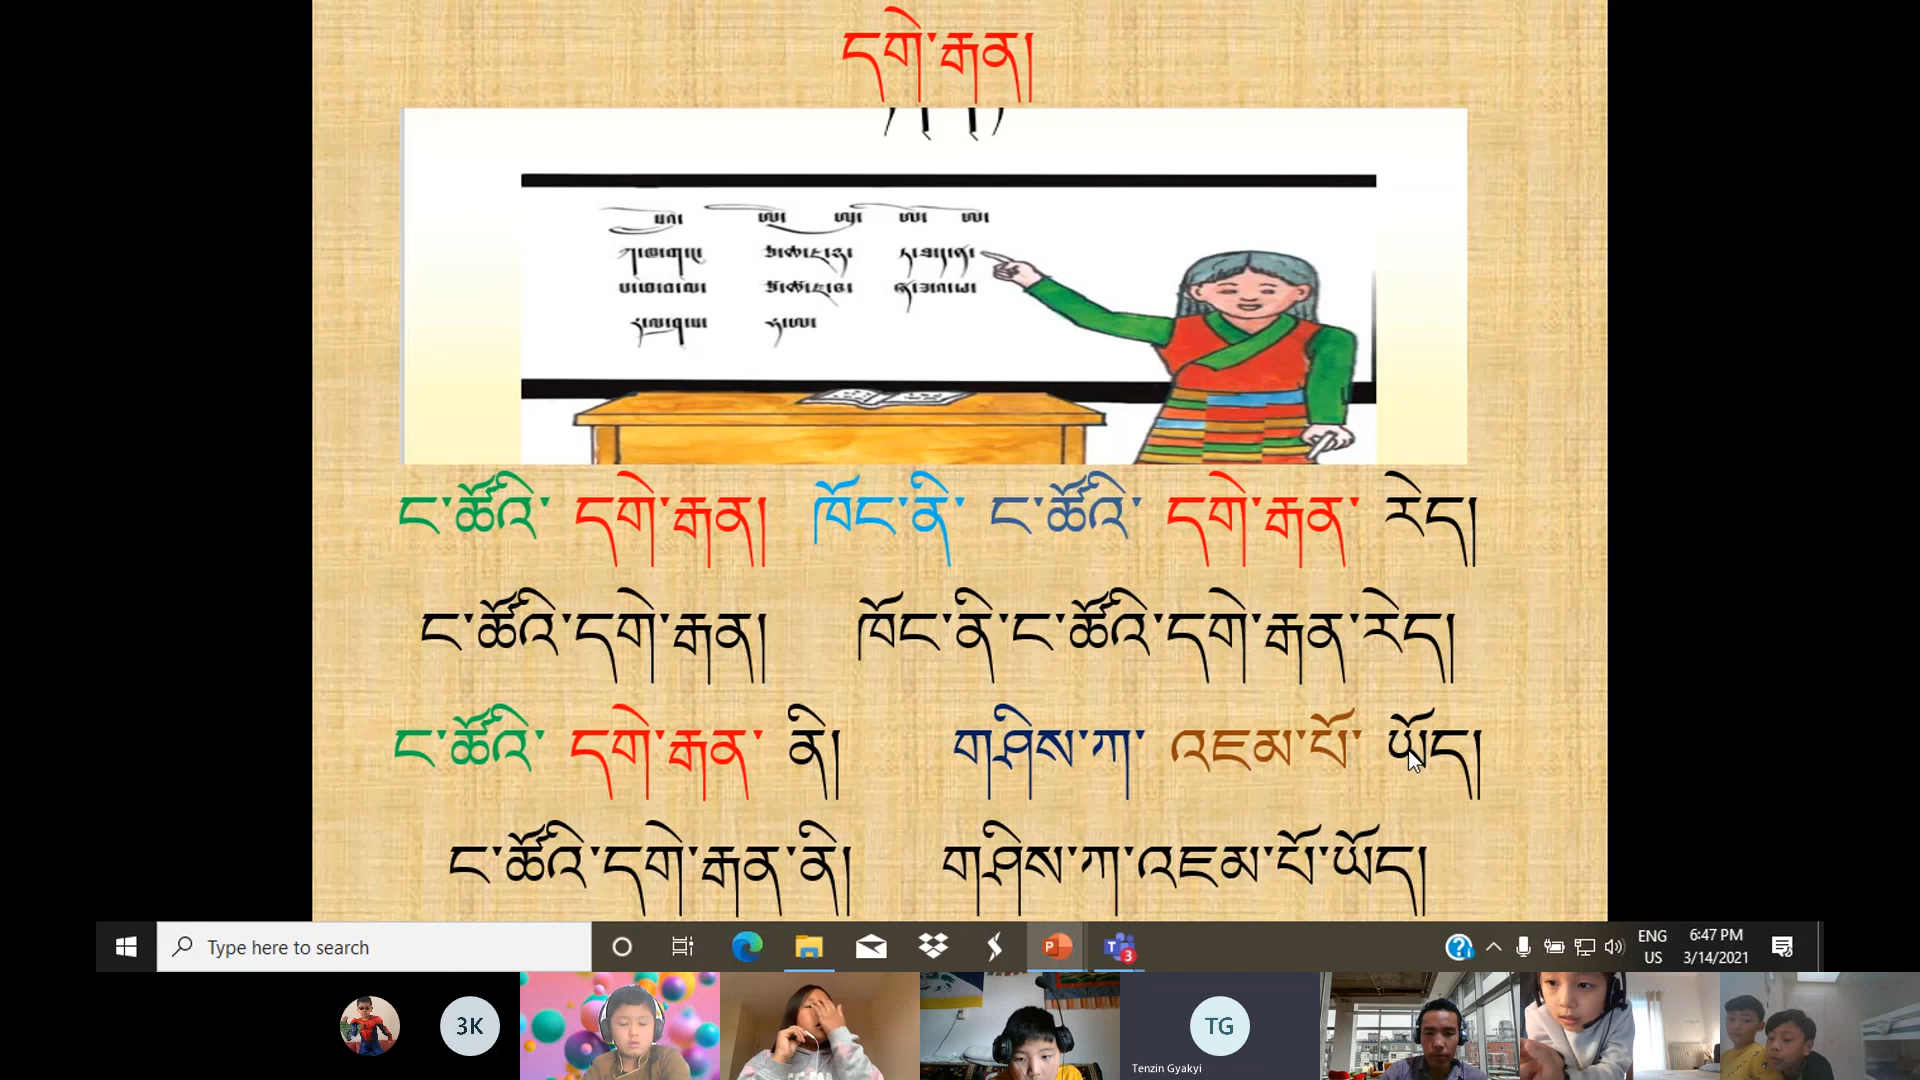 དགེ་རྒན།
ང་ཚོའི་ དགེ་རྒན། ཁོང་ནི་ ང་ཚོའི་ དགེ་རྒན་ རེད།
ང་ཚོའི་དགེ་རྒན། ཁོང་ནི་ང་ཚོའི་དགེ་རྒན་རེད།
ང་ཚོའི་ དགེ་རྒན་ ནི། གཤིས་ཀ་ འཇམ་པོ་ ཡོད།
ང་ཚོའི་དགེ་རྒན་ནི། གཤིས་ཀ་འཇམ་པོ་ཡོད།
Type here to search
ENG
US
6:47 PM
3/14/2021
3K
TG
Tenzin Gyakyi